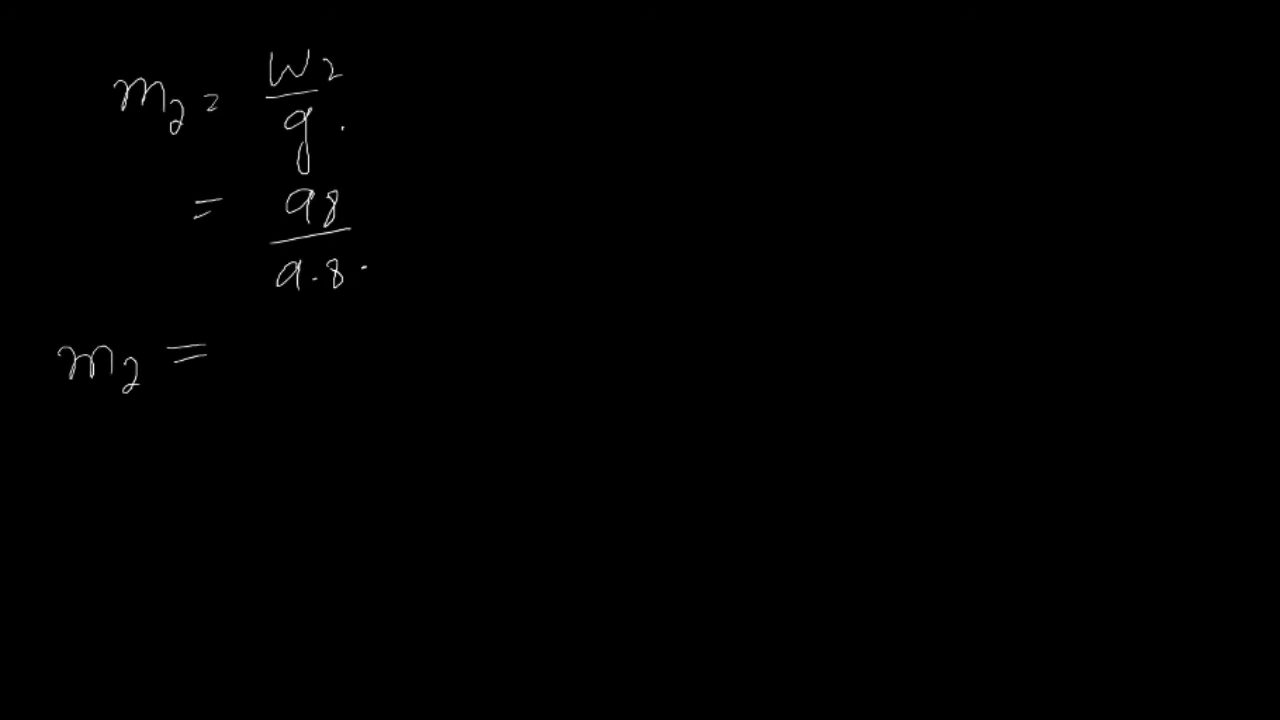 m₂ = W₂/g.
= 98/9.8.
m₂ =